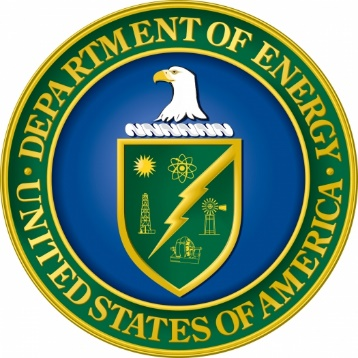 DEPARTMENT OF ENERGY
UNITED STATES OF AMERICA